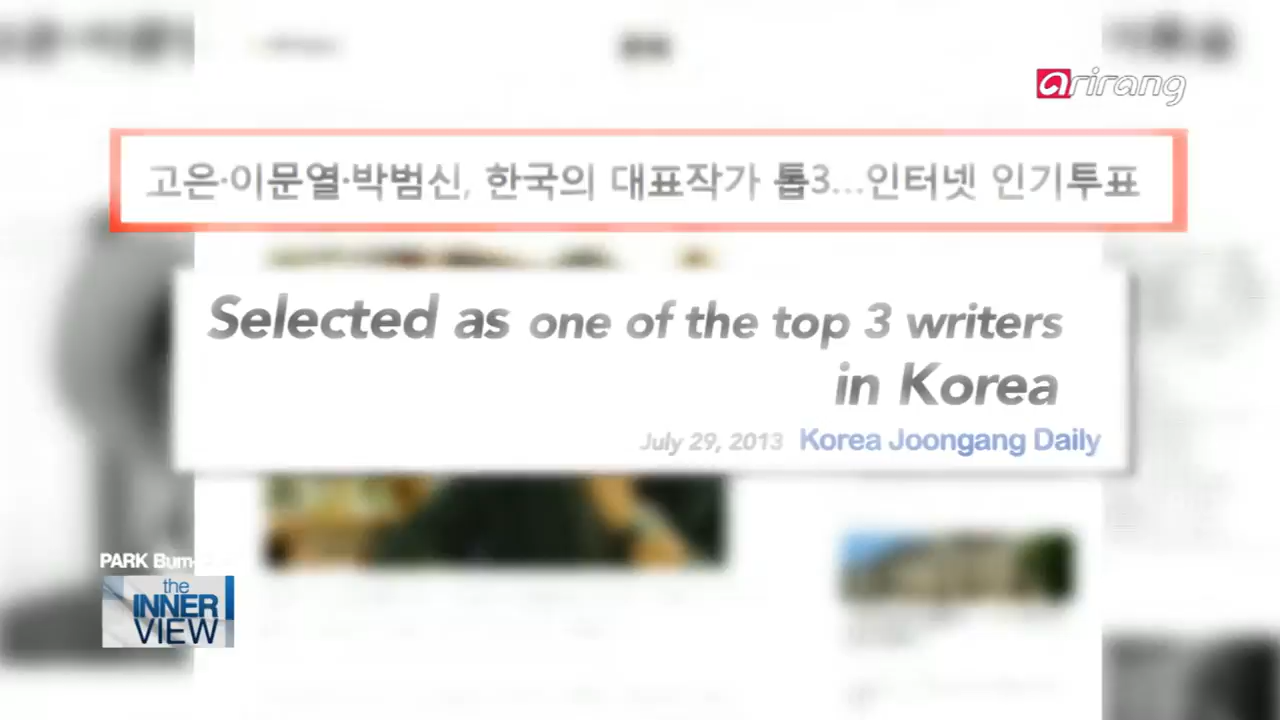 arirang
고은·이문열·박범신, 한국의 대표작가 톱3...인터넷 인기투표
Selected as one of the top 3 writers
in Korea
July 29, 2013 Korea Joongang Daily
PARK Bum-
the
INNER
VIEW